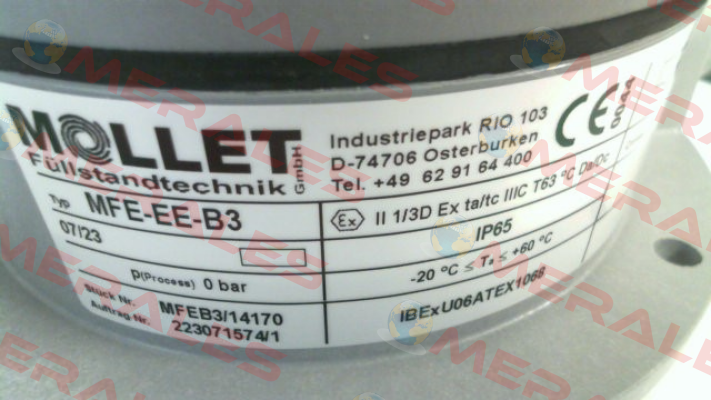 MOLLET
GmbH
Füllstandtechnik
Industriepark RIO 103
D-74706 Osterburken
Tel. +49 62 91 64 400
CE
Typ MFE-EE-B3
07/23
II 1/3D Ex ta/tc IIIC T63 °C Da/Dc
Ex
IP65
p(Process) 0 bar
-20 °C ≤ Ta ≤ +60 °C
Stück Nr. MFEB3/14170
Auftrag Nr. 223071574/1
IBExU06ATEX1068
MERALES